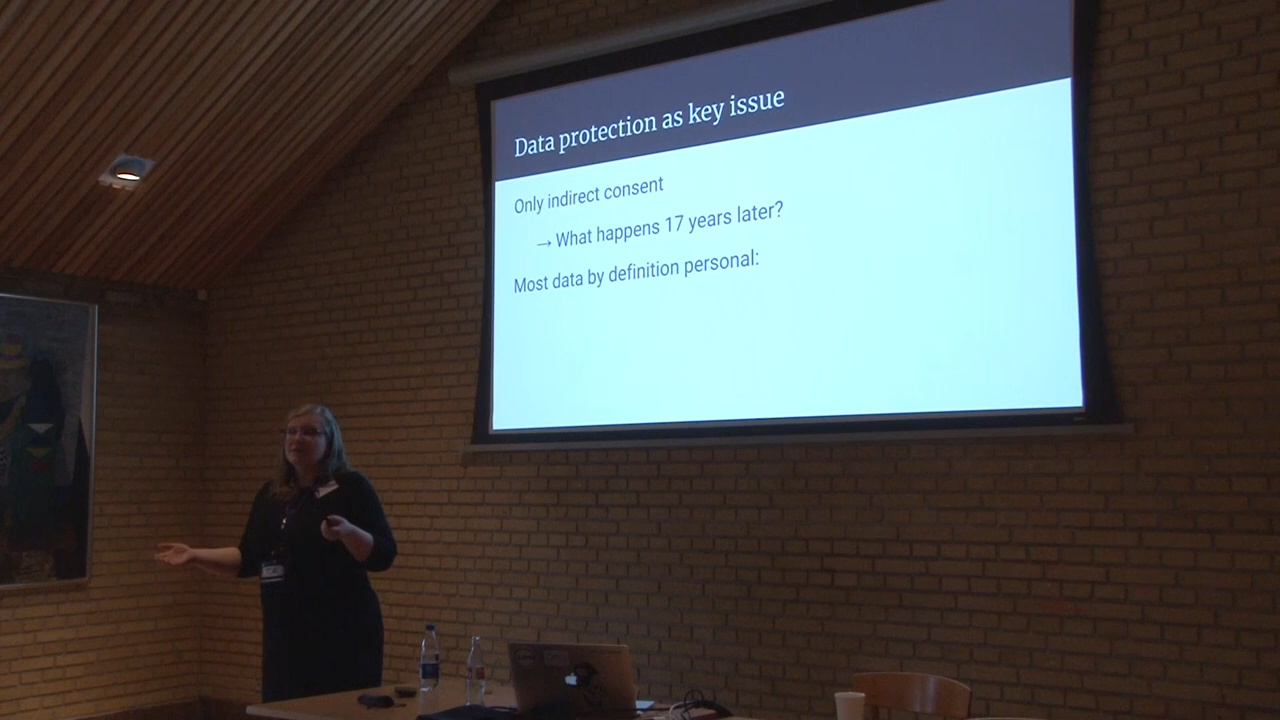 Data protection as key issue
Only indirect consent
→ What happens 17 years later?
Most data by definition personal: